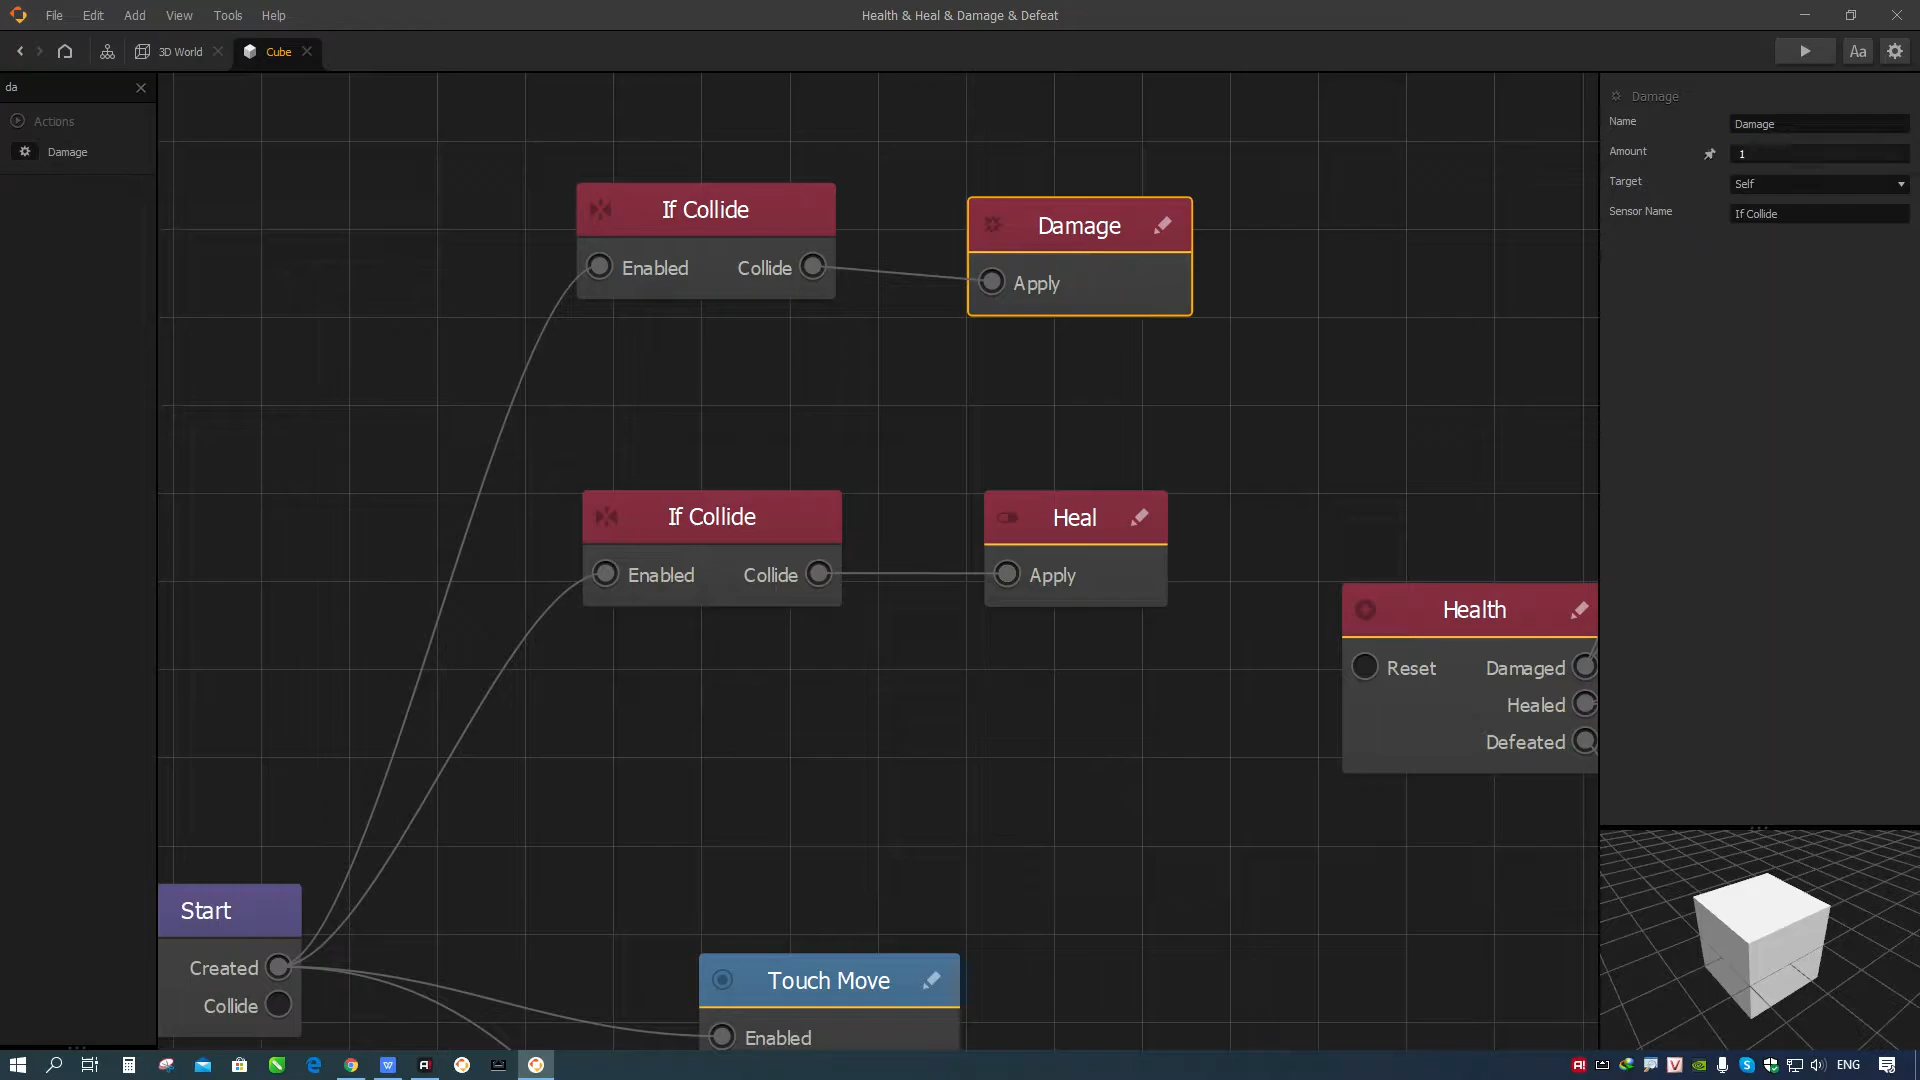 File Edit Add View Tools Help
Health & Heal & Damage & Defeat
3D World
Cube
Aa
da
Actions
Damage
If Collide
Enabled Collide
Damage
Apply
If Collide
Enabled Collide
Heal
Apply
Health
Reset Damaged
Healed
Defeated
Start
Created
Collide
Touch Move
Enabled
Damage
Name Damage
Amount 1
Target Self
Sensor Name If Collide
ENG